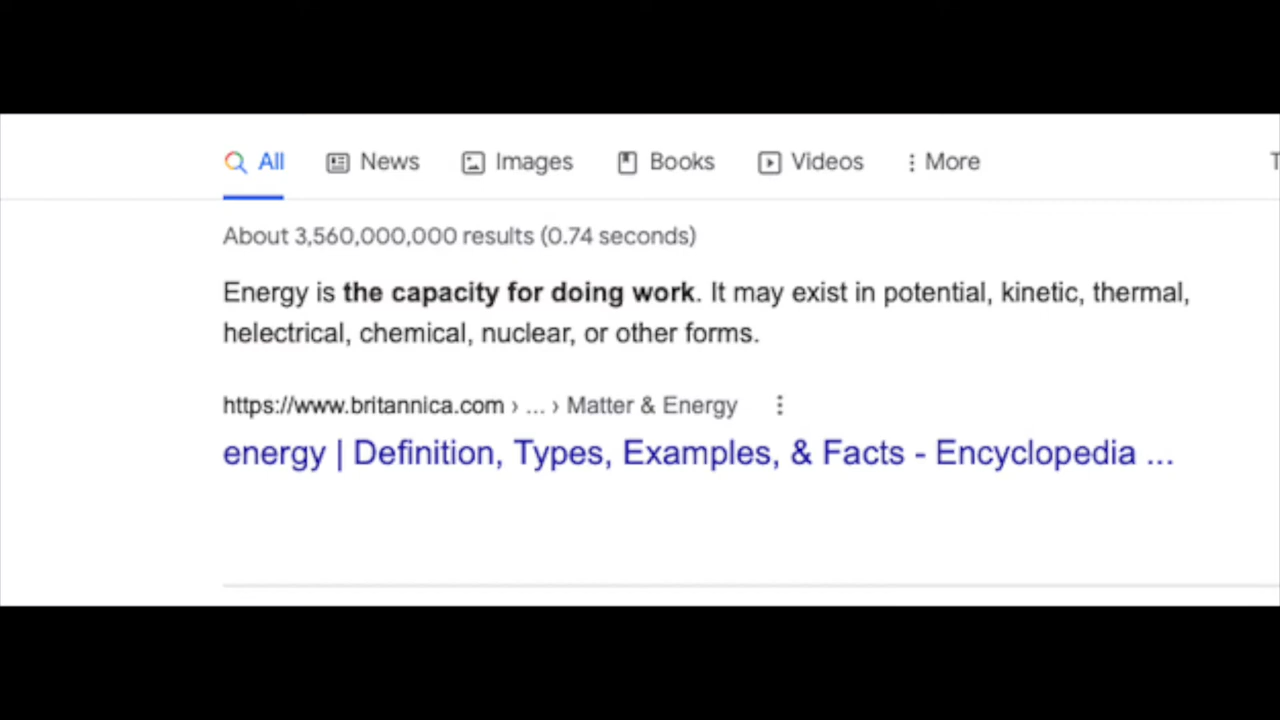 All News Images Books Videos More T
About 3,560,000,000 results (0.74 seconds)
Energy is the capacity for doing work. It may exist in potential, kinetic, thermal,
helectrical, chemical, nuclear, or other forms.
https://www.britannica.com › ... › Matter & Energy
energy | Definition, Types, Examples, & Facts - Encyclopedia ...